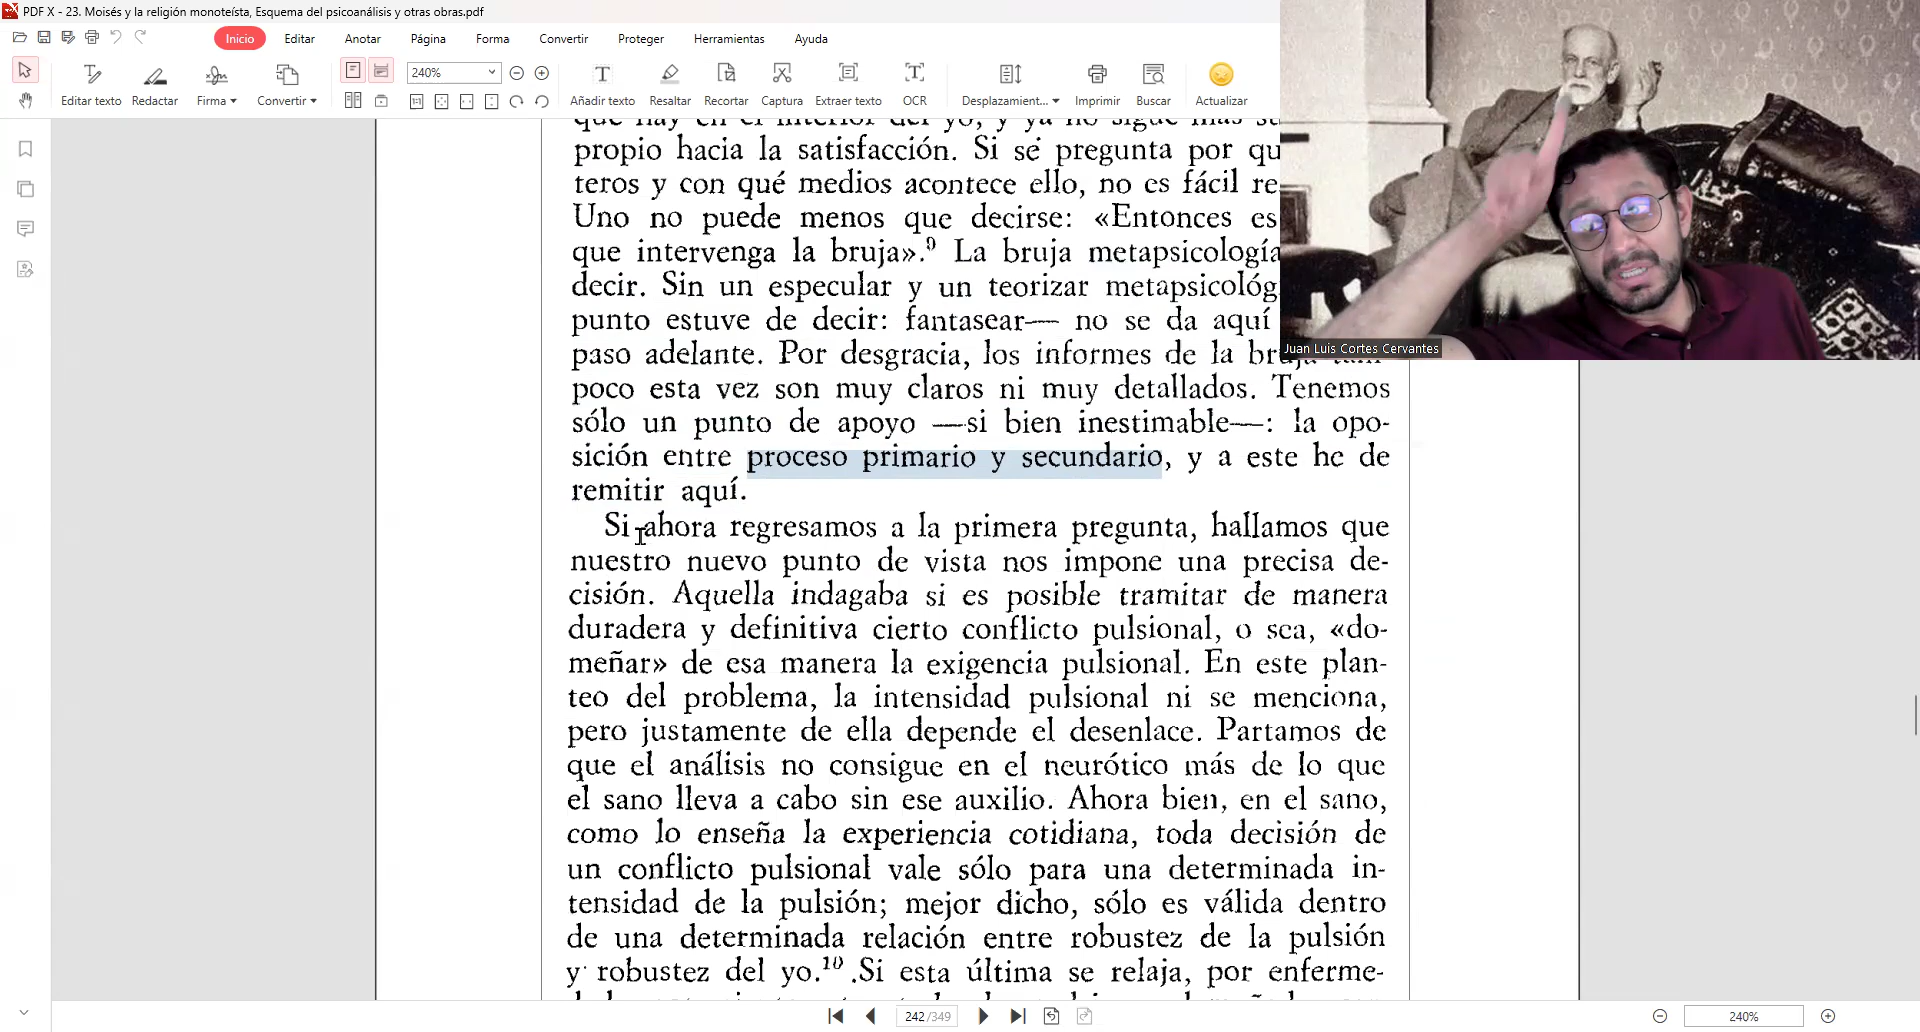 PDF X - 23. Moisés y la religión monoteísta, Esquema del psicoanálisis y otras obras.pdf
Inicio Editar Anotar Página Forma Convertir Proteger Herramientas Ayuda
240%
Editar texto Redactar Firma Convertir Añadir texto Resaltar Recortar Captura Extraer texto OCR Desplazamient... Imprimir Buscar Actualizar
que hay en el interior del yo, y ya no sigue más
propio hacia la satisfacción. Si se pregunta por
teros y con qué medios acontece ello, no es fácil
Uno no puede menos que decirse: «Entonces es
que intervenga la bruja».⁹ La bruja metapsicología
decir. Sin un especular y un teorizar
punto estuve de decir: fantasear— no se da aquí
paso adelante. Por desgracia, los informes de la bruja tam-
Juan Luis Cortes Cervantes
poco esta vez son muy claros ni muy detallados. Tenemos
sólo un punto de apoyo —si bien inestimable—: la opo-
sición entre proceso primario y secundario, y a este he de
remitir aquí.
Si ahora regresamos a la primera pregunta, hallamos que
nuestro nuevo punto de vista nos impone una precisa de-
cisión. Aquella indagaba si es posible tramitar de manera
duradera y definitiva cierto conflicto pulsional, o sea, «do-
meñar» de esa manera la exigencia pulsional. En este plan-
teo del problema, la intensidad pulsional ni se menciona,
pero justamente de ella depende el desenlace. Partamos de
que el análisis no consigue en el neurótico más de lo que
el sano lleva a cabo sin ese auxilio. Ahora bien, en el sano,
como lo enseña la experiencia cotidiana, toda decisión de
un conflicto pulsional vale sólo para una determinada in-
tensidad de la pulsión; mejor dicho, sólo es válida dentro
de una determinada relación entre robustez de la pulsión
y robustez del yo.¹⁰ Si esta última se relaja, por enferme-
242/349
240%